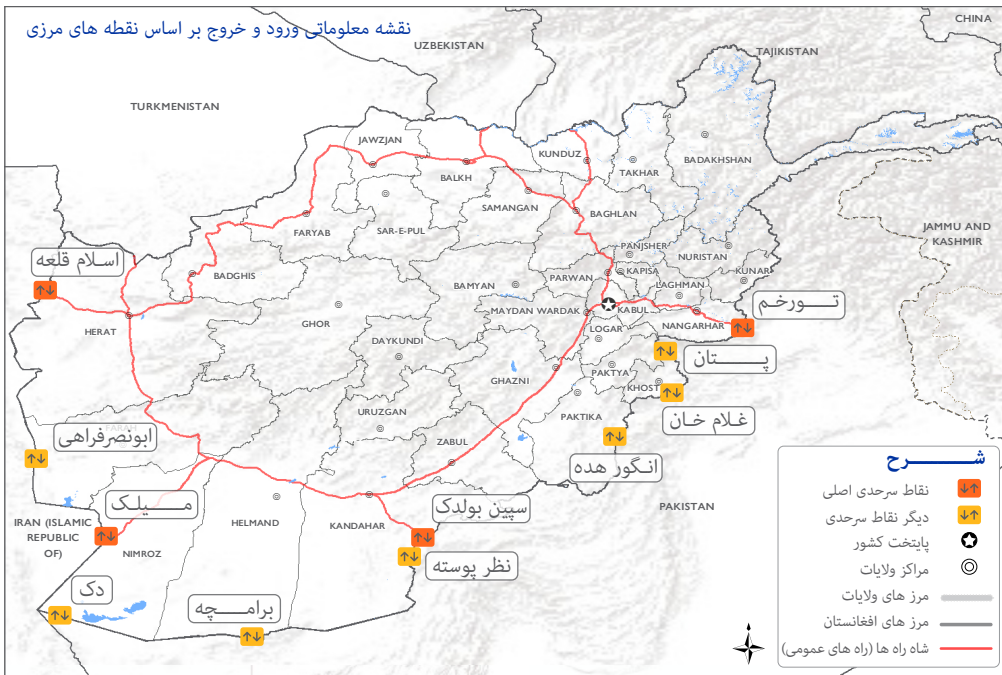 نقشه معلوماتی ورود و خروج بر اساس نقطه های مرزی
CHINA
UZBEKISTAN
TAJIKISTAN
TURKMENISTAN
JAWZJAN
KUNDUZ
BALKH
TAKHAR
BADAKHSHAN
SAMANGAN
BAGHLAN
FARYAB
SAR-E-PUL
PANJSHER
JAMMU AND
KASHMIR
NURISTAN
اسلام قلعه
BADGHIS
PARWAN
KAPISA
KUNAR
BAMYAN
LAGHMAN
تورخم
HERAT
GHOR
MAYDAN WARDAK
KABUL
NANGARHAR
LOGAR
DAYKUNDI
پتان
GHAZNI
PAKTYA
KHOST
URUZGAN
PAKTIKA
غلام خان
FARAH
ابونصرفراهی
ZABUL
انگور هده
شرح
نقاط سرحدی اصلی
دیگر نقاط سرحدی
پایتخت کشور
مراکز ولایات
مرز های ولایات
مرز های افغانستان
شاه راه ها (راه های عمومی)
میلک
سپین بولدک
PAKISTAN
IRAN (ISLAMIC
REPUBLIC
OF)
HELMAND
KANDAHAR
NIMROZ
نظر پوسته
دک
برامچه